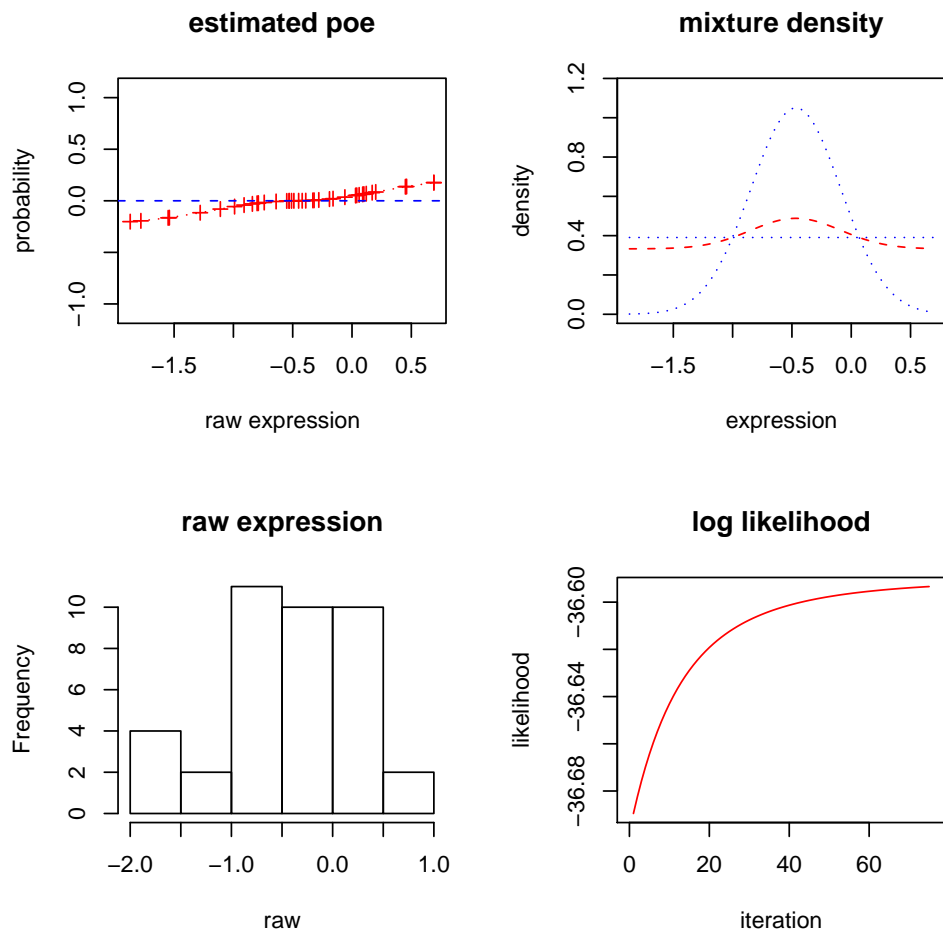 estimated poe
probability
1.0
0.5
0.0
−1.0
−1.5
−0.5
0.0
0.5
raw expression
mixture density
density
1.2
0.8
0.4
0.0
−1.5
−0.5
0.0
0.5
expression
raw expression
Frequency
10
8
6
4
2
0
−2.0
−1.0
0.0
1.0
raw
log likelihood
likelihood
−36.60
−36.64
−36.68
0
20
40
60
iteration